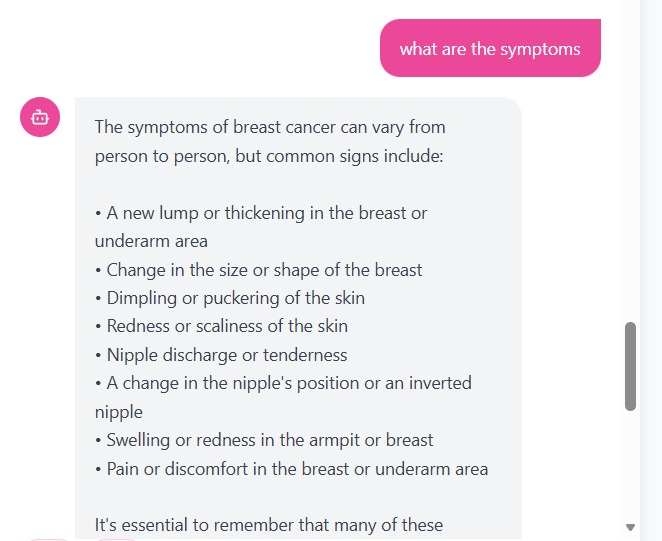 what are the symptoms
The symptoms of breast cancer can vary from
person to person, but common signs include:
• A new lump or thickening in the breast or
underarm area
• Change in the size or shape of the breast
• Dimpling or puckering of the skin
• Redness or scaliness of the skin
• Nipple discharge or tenderness
• A change in the nipple's position or an inverted
nipple
• Swelling or redness in the armpit or breast
• Pain or discomfort in the breast or underarm area
It's essential to remember that many of these